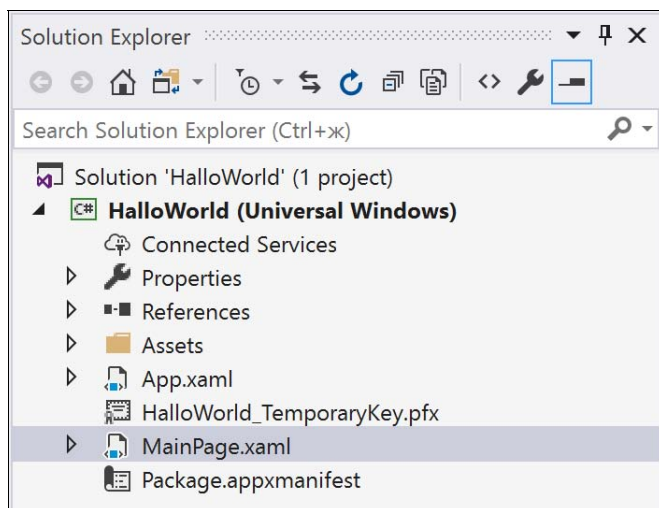 Solution Explorer
Search Solution Explorer (Ctrl+ж)
Solution 'HalloWorld' (1 project)
C# HalloWorld (Universal Windows)
Connected Services
Properties
References
Assets
App.xaml
HalloWorld_TemporaryKey.pfx
MainPage.xaml
Package.appxmanifest